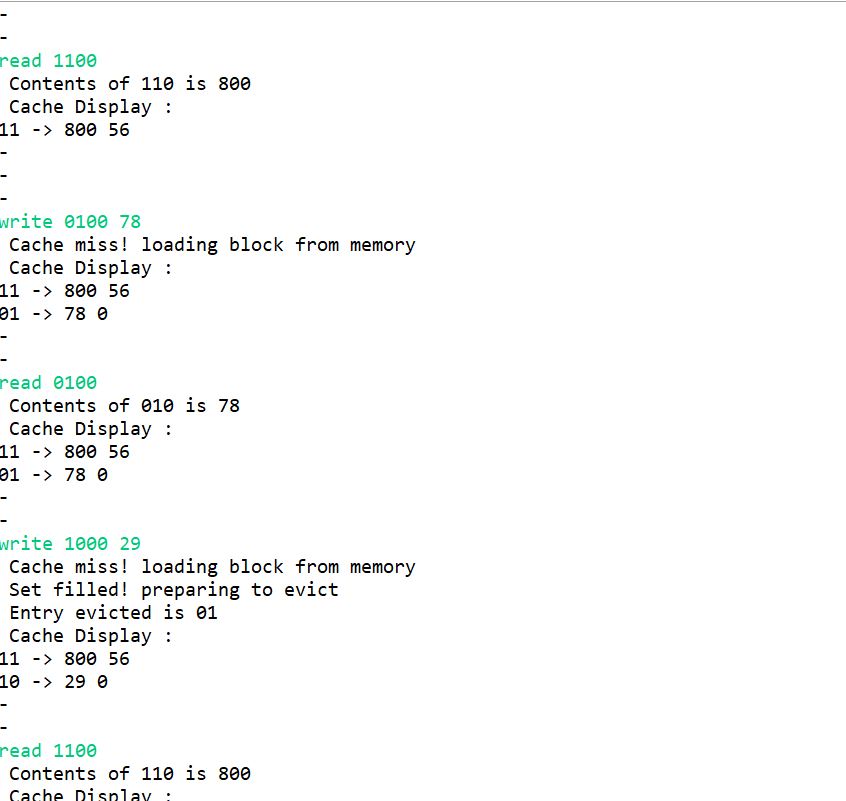 -
-
read 1100
Contents of 110 is 800
Cache Display :
11 -> 800 56
-
-
-
write 0100 78
Cache miss! loading block from memory
Cache Display :
11 -> 800 56
01 -> 78 0
-
-
read 0100
Contents of 010 is 78
Cache Display :
11 -> 800 56
01 -> 78 0
-
-
write 1000 29
Cache miss! loading block from memory
Set filled! preparing to evict
Entry evicted is 01
Cache Display :
11 -> 800 56
10 -> 29 0
-
-
read 1100
Contents of 110 is 800
Cache Display :